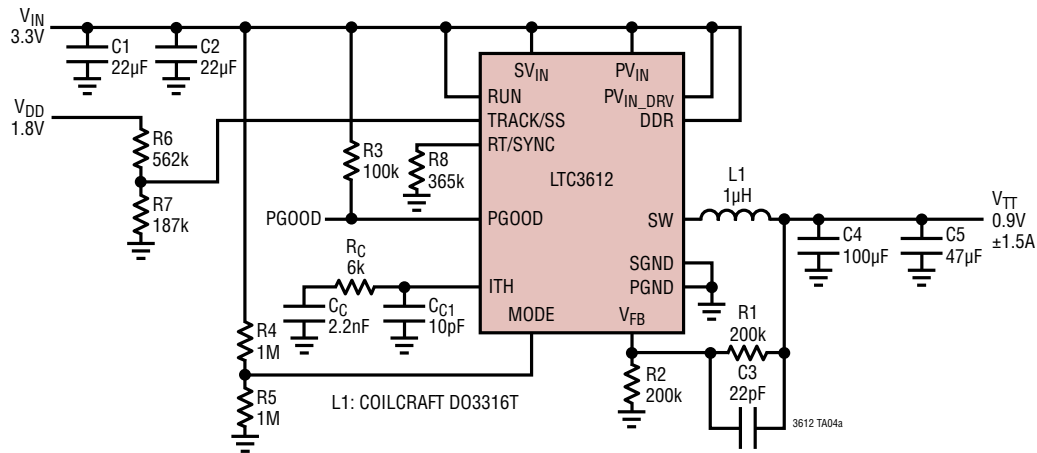 VIN
3.3V
C1
22µF
C2
22µF
VDD
1.8V
R6
562k
R7
187k
R3
100k
R8
365k
PGOOD
RC
6k
CC
2.2nF
CC1
10pF
R4
1M
R5
1M
L1: COILCRAFT DO3316T
SVIN
PVIN
RUN
PVIN_DRV
TRACK/SS
DDR
RT/SYNC
LTC3612
PGOOD
SW
SGND
PGND
ITH
MODE
VFB
L1
1µH
VTT
0.9V
±1.5A
C4
100µF
C5
47µF
R1
200k
C3
22pF
R2
200k
3612 TA04a